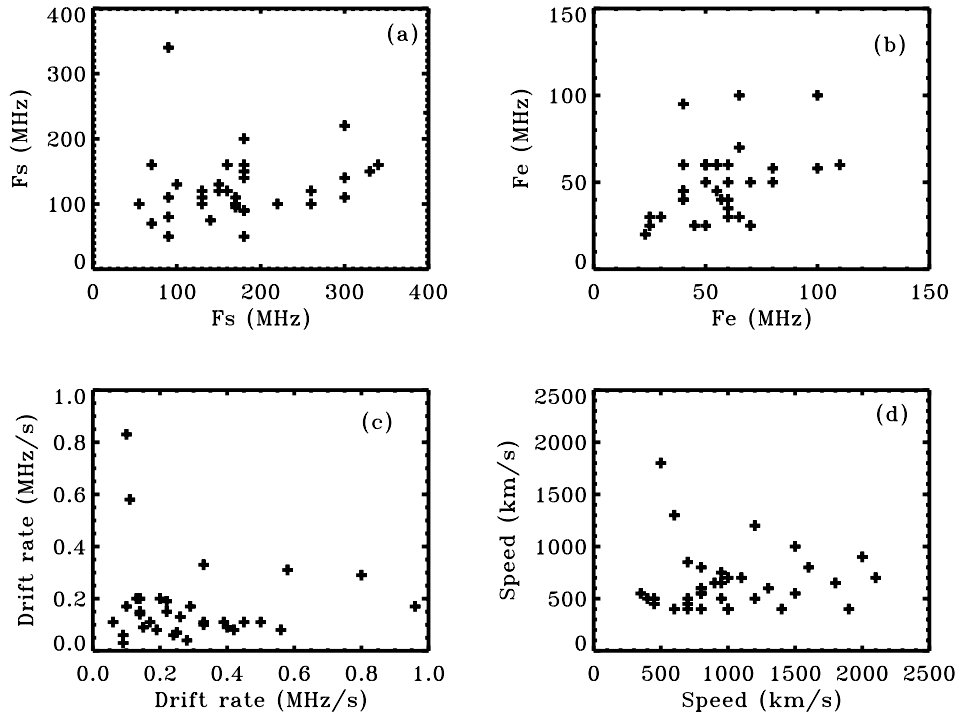 400
300
200
100
0
Fs (MHz)
(a)
0 100 200 300 400
Fs (MHz)
150
100
50
0
Fe (MHz)
(b)
0 50 100 150
Fe (MHz)
1.0
0.8
0.6
0.4
0.2
0.0
Drift rate (MHz/s)
(c)
0.0 0.2 0.4 0.6 0.8 1.0
Drift rate (MHz/s)
2500
2000
1500
1000
500
0
Speed (km/s)
(d)
0 500 1000 1500 2000 2500
Speed (km/s)